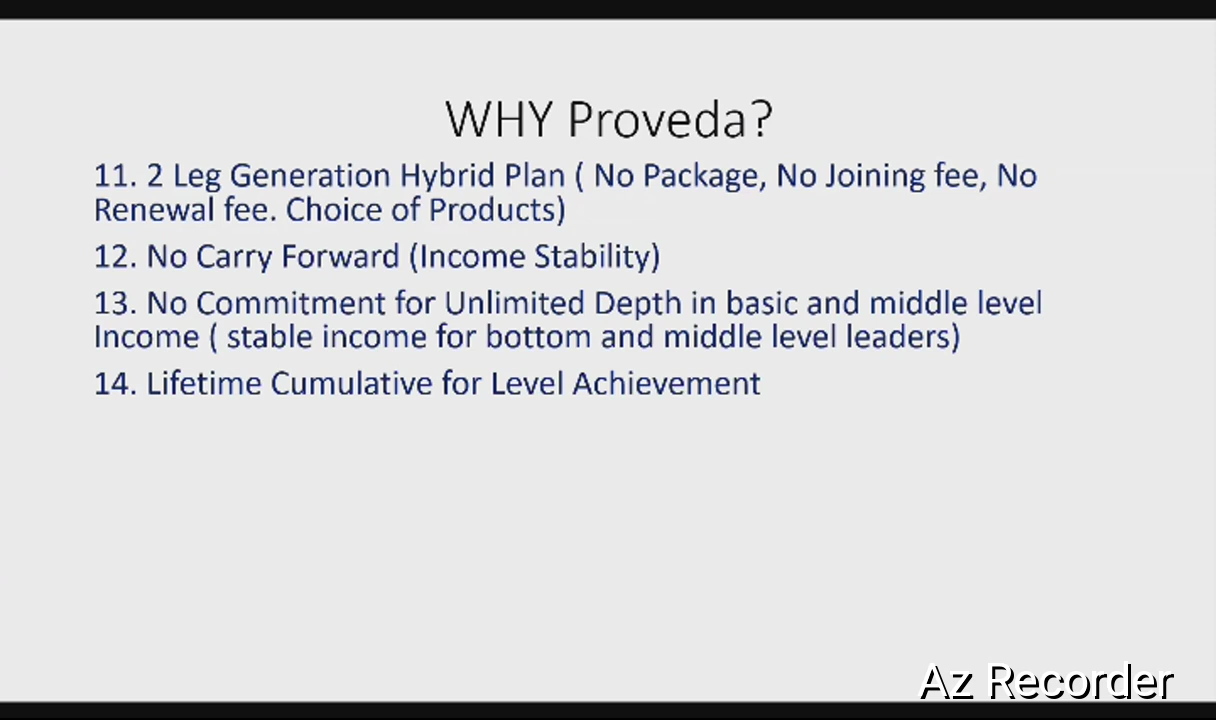 WHY Proveda?
11. 2 Leg Generation Hybrid Plan ( No Package, No Joining fee, No
Renewal fee. Choice of Products)
12. No Carry Forward (Income Stability)
13. No Commitment for Unlimited Depth in basic and middle level
Income ( stable income for bottom and middle level leaders)
14. Lifetime Cumulative for Level Achievement
Az Recorder